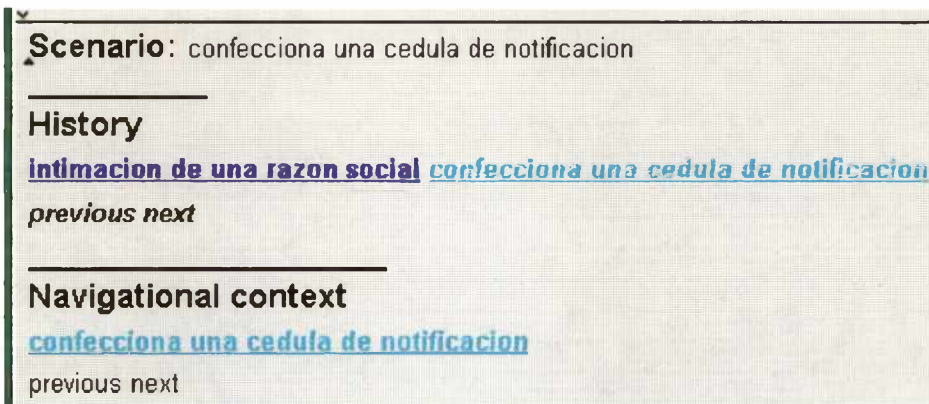 Scenario: confecciona una cedula de notificacion
History
intimacion de una razon social confecciona una cedula de notificacion
previous next
Navigational context
confecciona una cedula de notificacion
previous next